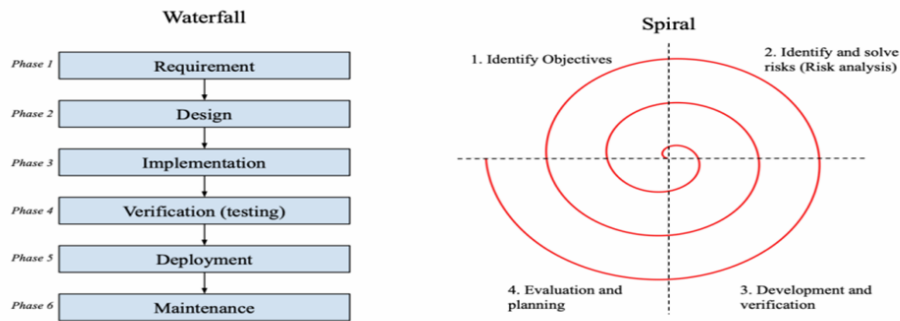 Waterfall
Phase 1 Requirement
Phase 2 Design
Phase 3 Implementation
Phase 4 Verification (testing)
Phase 5 Deployment
Phase 6 Maintenance
Spiral
1. Identify Objectives
2. Identify and solve
risks (Risk analysis)
4. Evaluation and
planning
3. Development and
verification